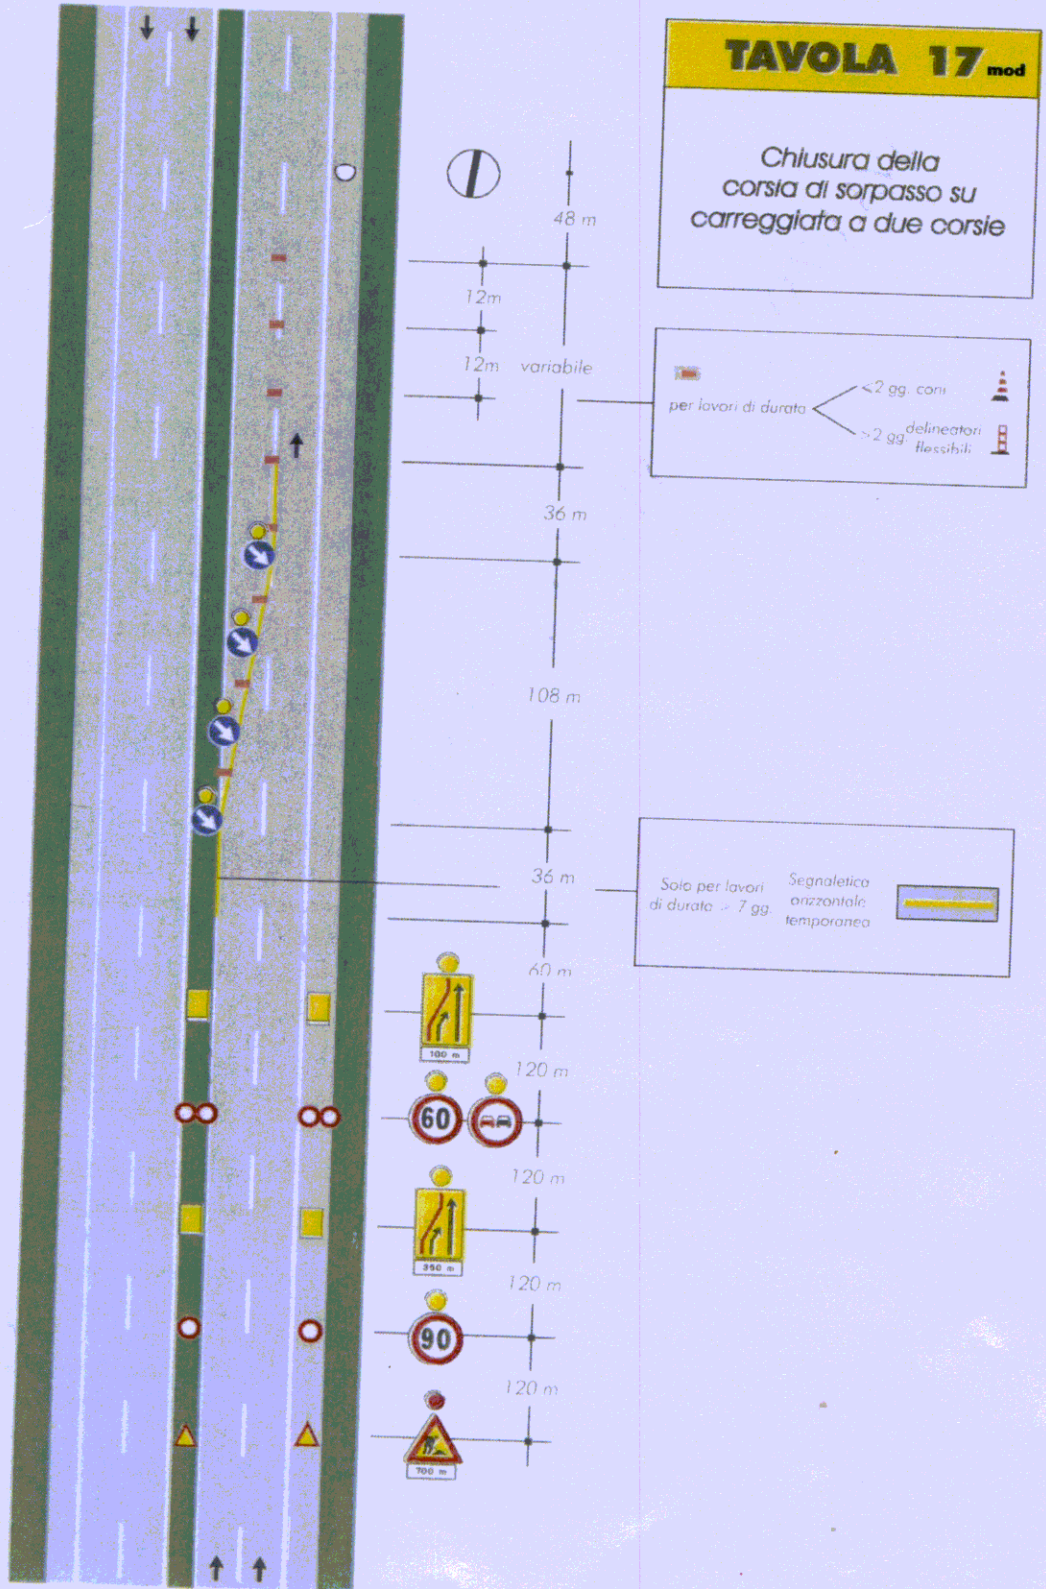 TAVOLA 17 mod
Chiusura della
corsia di sorpasso su
carreggiata a due corsie
48 m
12m
12m variabile
per lavori di durata
<2 gg. coni
>2 gg. delineatori
flessibili
36 m
108 m
36 m
Solo per lavori
di durata > 7 gg.
Segnaletica
orizzontale
temporanea
60 m
100 m
120 m
60
120 m
350 m
120 m
90
120 m
700 m